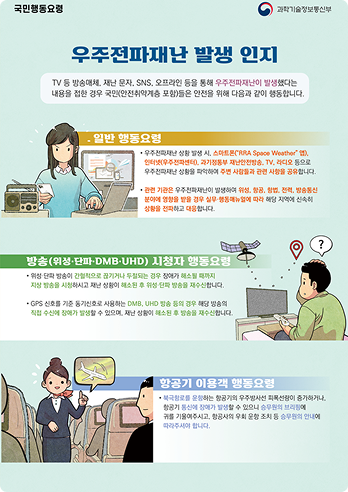 국민행동요령
과학기술정보통신부
우주전파재난 발생 인지
TV 등 방송매체, 재난 문자, SNS, 오프라인 등을 통해 우주전파재난이 발생했다는
내용을 접한 경우 국민(안전취약계층 포함)들은 안전을 위해 다음과 같이 행동합니다.
일반 행동요령
• 우주전파재난 상황 발생 시, 스마트폰("RRA Space Weather" 앱),
인터넷(우주전파센터), 과기정통부 재난안전방송, TV, 라디오 등으로
우주전파재난 상황을 파악하여 주변 사람들과 관련 사항을 공유합니다.
• 관련 기관은 우주전파재난이 발생하여 위성, 항공, 항법, 전력, 방송통신
분야에 영향을 받을 경우 실무·행동매뉴얼에 따라 해당 지역에 신속히
상황을 전파하고 대응합니다.
?
방송(위성·단파·DMB·UHD) 시청자 행동요령
• 위성·단파 방송이 간헐적으로 끊기거나 두절되는 경우 장애가 해소될 때까지
지상 방송을 시청하시고 재난 상황이 해소된 후 위성·단파 방송을 재수신합니다.
• GPS 신호를 기준 동기신호로 사용하는 DMB, UHD 방송 등의 경우 해당 방송의
직접 수신에 장애가 발생할 수 있으며, 재난 상황이 해소된 후 방송을 재수신합니다.
항공기 이용객 행동요령
• 북극항로를 운항하는 항공기의 우주방사선 피폭선량이 증가하거나,
항공기 통신에 장애가 발생할 수 있으니 승무원의 브리핑에
귀를 기울여주시고, 항공사의 우회 운항 조치 등 승무원의 안내에
따라주셔야 합니다.